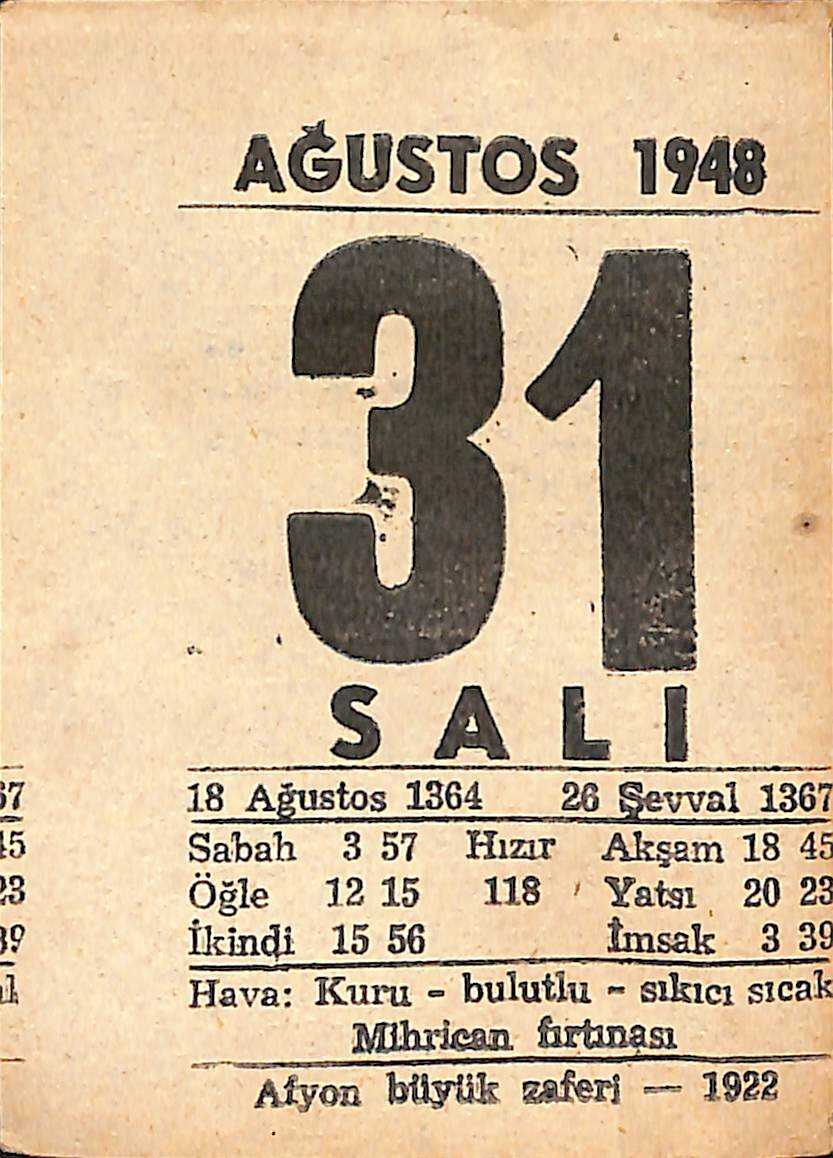 AĞUSTOS 1948
31
SALI
18 Ağustos 1364 26 Şevval 1367
Sabah 3 57 Hızır Akşam 18 45
Öğle 12 15 118 Yatsı 20 23
İkindi 15 56 İmsak 3 39
Hava: Kuru - bulutlu - sıkıcı sıcak
Mihrican fırtınası
Afyon büyük zaferi — 1922